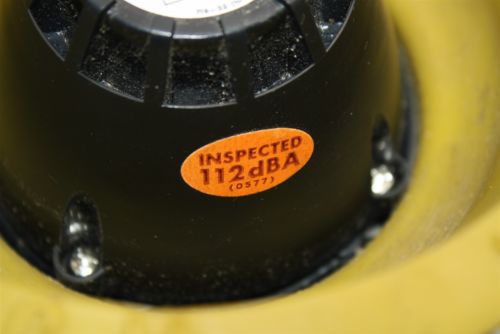 INSPECTED
112dBA
(0577)